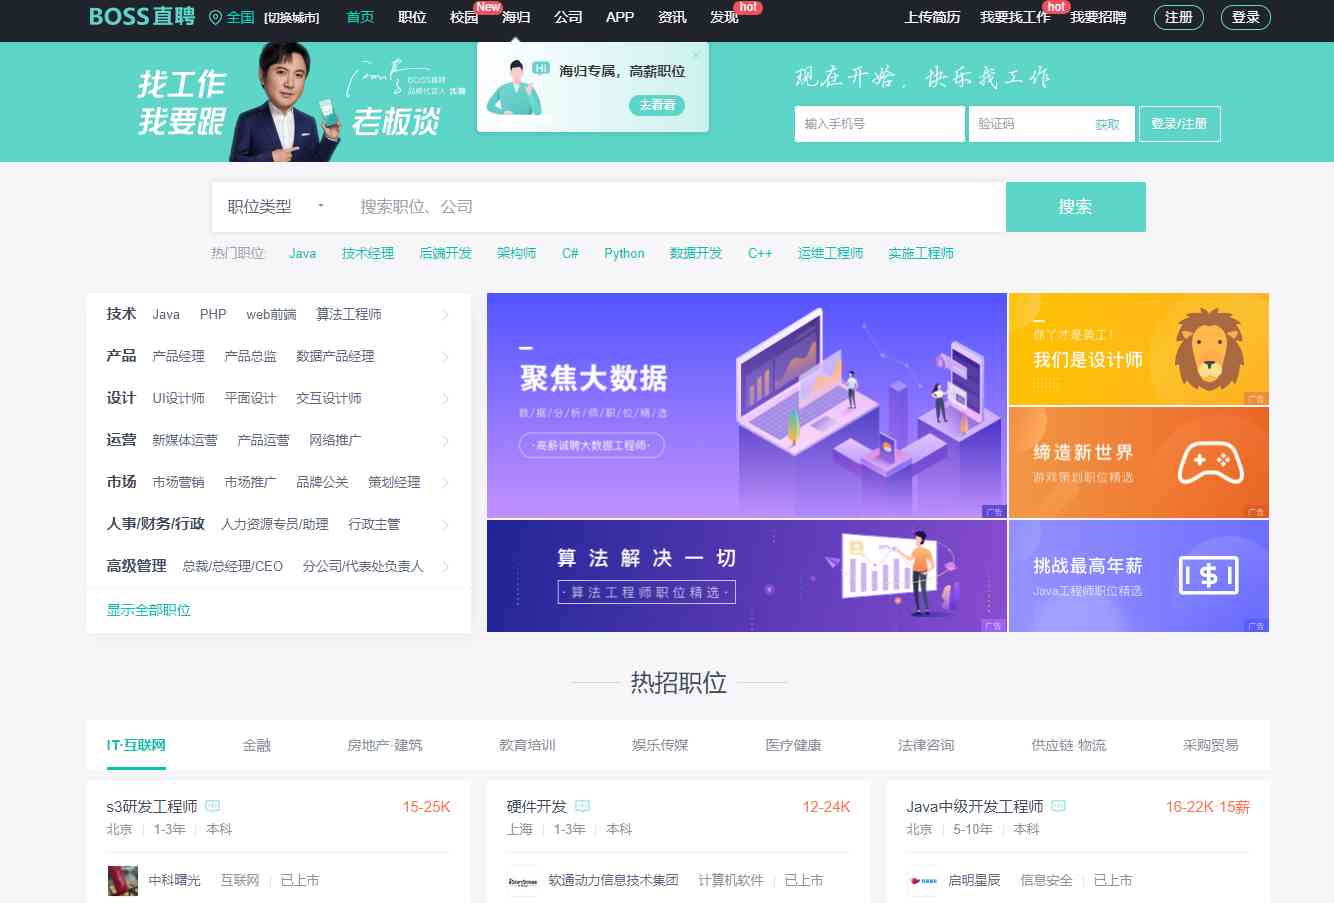 BOSS直聘 全国 [切换城市] 首页 职位 校园 New 海归 公司 APP 资讯 发现 hot 上传简历 我要找工作 hot 我要招聘 注册 登录
找工作
我要跟
BOSS直聘
老板谈
Hi 海归专属，高薪职位
去看看
现在开始，快乐找工作
输入手机号 验证码 获取 登录/注册
职位类型 搜索职位、公司 搜索
热门职位: Java 技术经理 后端开发 架构师 C# Python 数据开发 C++ 运维工程师 实施工程师
技术 Java PHP web前端 算法工程师
产品 产品经理 产品总监 数据产品经理
设计 UI设计师 平面设计 交互设计师
运营 新媒体运营 产品运营 网络推广
市场 市场营销 市场推广 品牌公关 策划经理
人事/财务/行政 人力资源专员/助理 行政主管
高级管理 总裁/总经理/CEO 分公司/代表处负责人
显示全部职位
聚焦大数据
数/据/分/析/师/职/位/精/选
·高薪诚聘大数据工程师·
广告
你丫才是美工！
我们是设计师
广告
缔造新世界
游戏策划职位精选
广告
算法解决一切
·算法工程师职位精选·
广告
挑战最高年薪
Java工程师职位精选
广告
热招职位
IT·互联网 金融 房地产·建筑 教育培训 娱乐传媒 医疗健康 法律咨询 供应链·物流 采购贸易
s3研发工程师 15-25K
北京 1-3年 本科
中科曙光 互联网 已上市
硬件开发 12-24K
上海 1-3年 本科
软通动力信息技术集团 计算机软件 已上市
Java中级开发工程师 16-22K·15薪
北京 5-10年 本科
启明星辰 信息安全 已上市